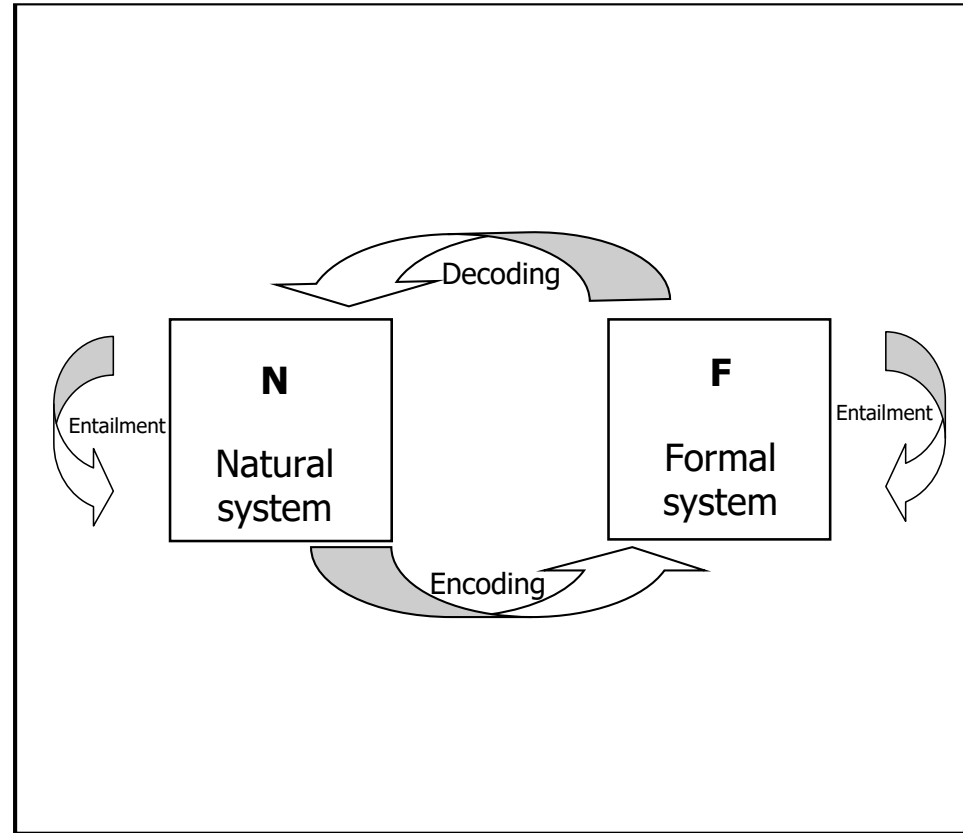 Decoding
N
F
Entailment
Entailment
Natural
system
Formal
system
Encoding